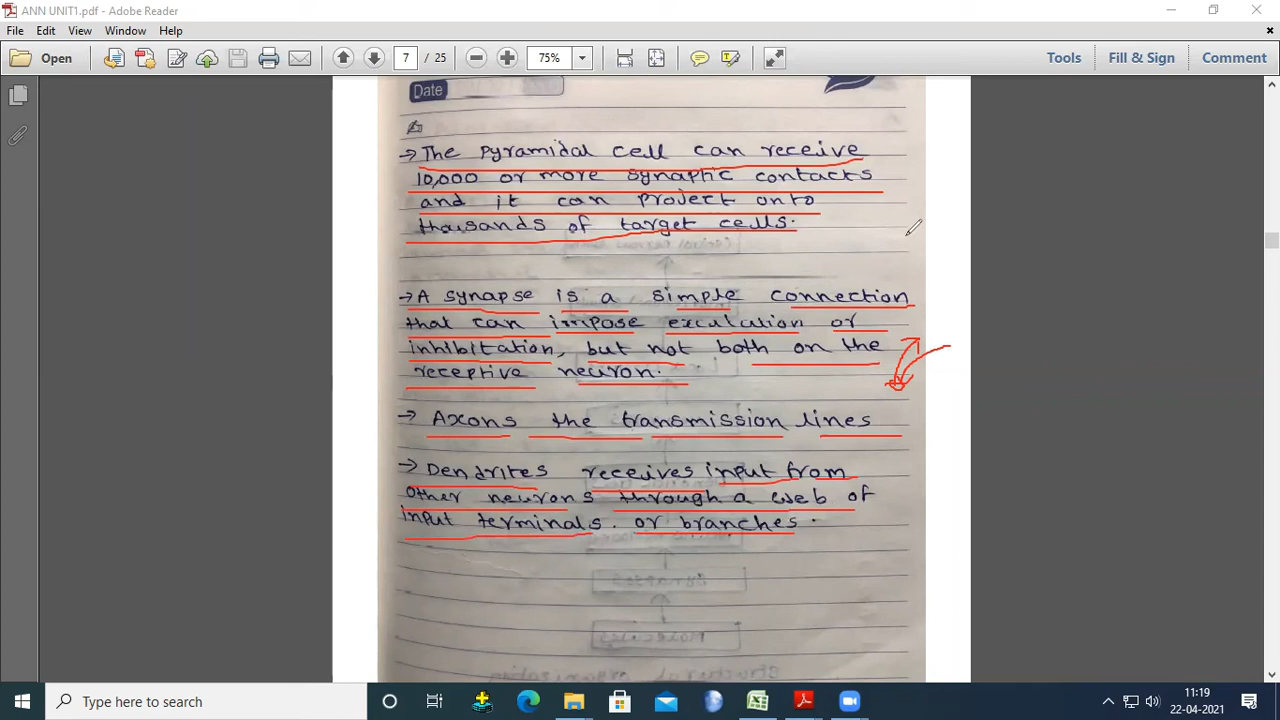 ANN UNIT1.pdf - Adobe Reader
File Edit View Window Help
Open 7 / 25 75% Tools Fill & Sign Comment
Date
→ The pyramidal cell can receive
10,000 or more synaptic contacts
and it can project onto
thousands of target cells.
→ A synapse is a simple connection
that can impose excalation or
inhibitation, but not both on the
receptive neuron.
→ Axons the transmission lines
→ Dendrites receives input from
other neurons through a web of
input terminals. or branches.
Synapses
Molecules
Type here to search
11:19
22-04-2021